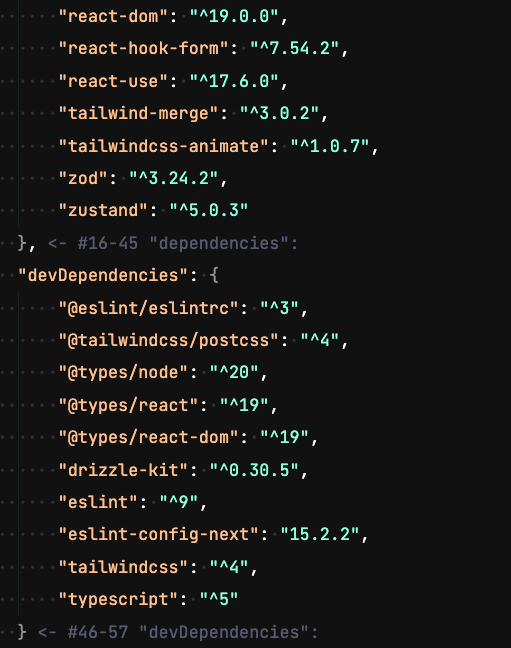 "react-dom": "^19.0.0",
"react-hook-form": "^7.54.2",
"react-use": "^17.6.0",
"tailwind-merge": "^3.0.2",
"tailwindcss-animate": "^1.0.7",
"zod": "^3.24.2",
"zustand": "^5.0.3"
}, <- #16-45 "dependencies":
"devDependencies": {
"@eslint/eslintrc": "^3",
"@tailwindcss/postcss": "^4",
"@types/node": "^20",
"@types/react": "^19",
"@types/react-dom": "^19",
"drizzle-kit": "^0.30.5",
"eslint": "^9",
"eslint-config-next": "15.2.2",
"tailwindcss": "^4",
"typescript": "^5"
} <- #46-57 "devDependencies":